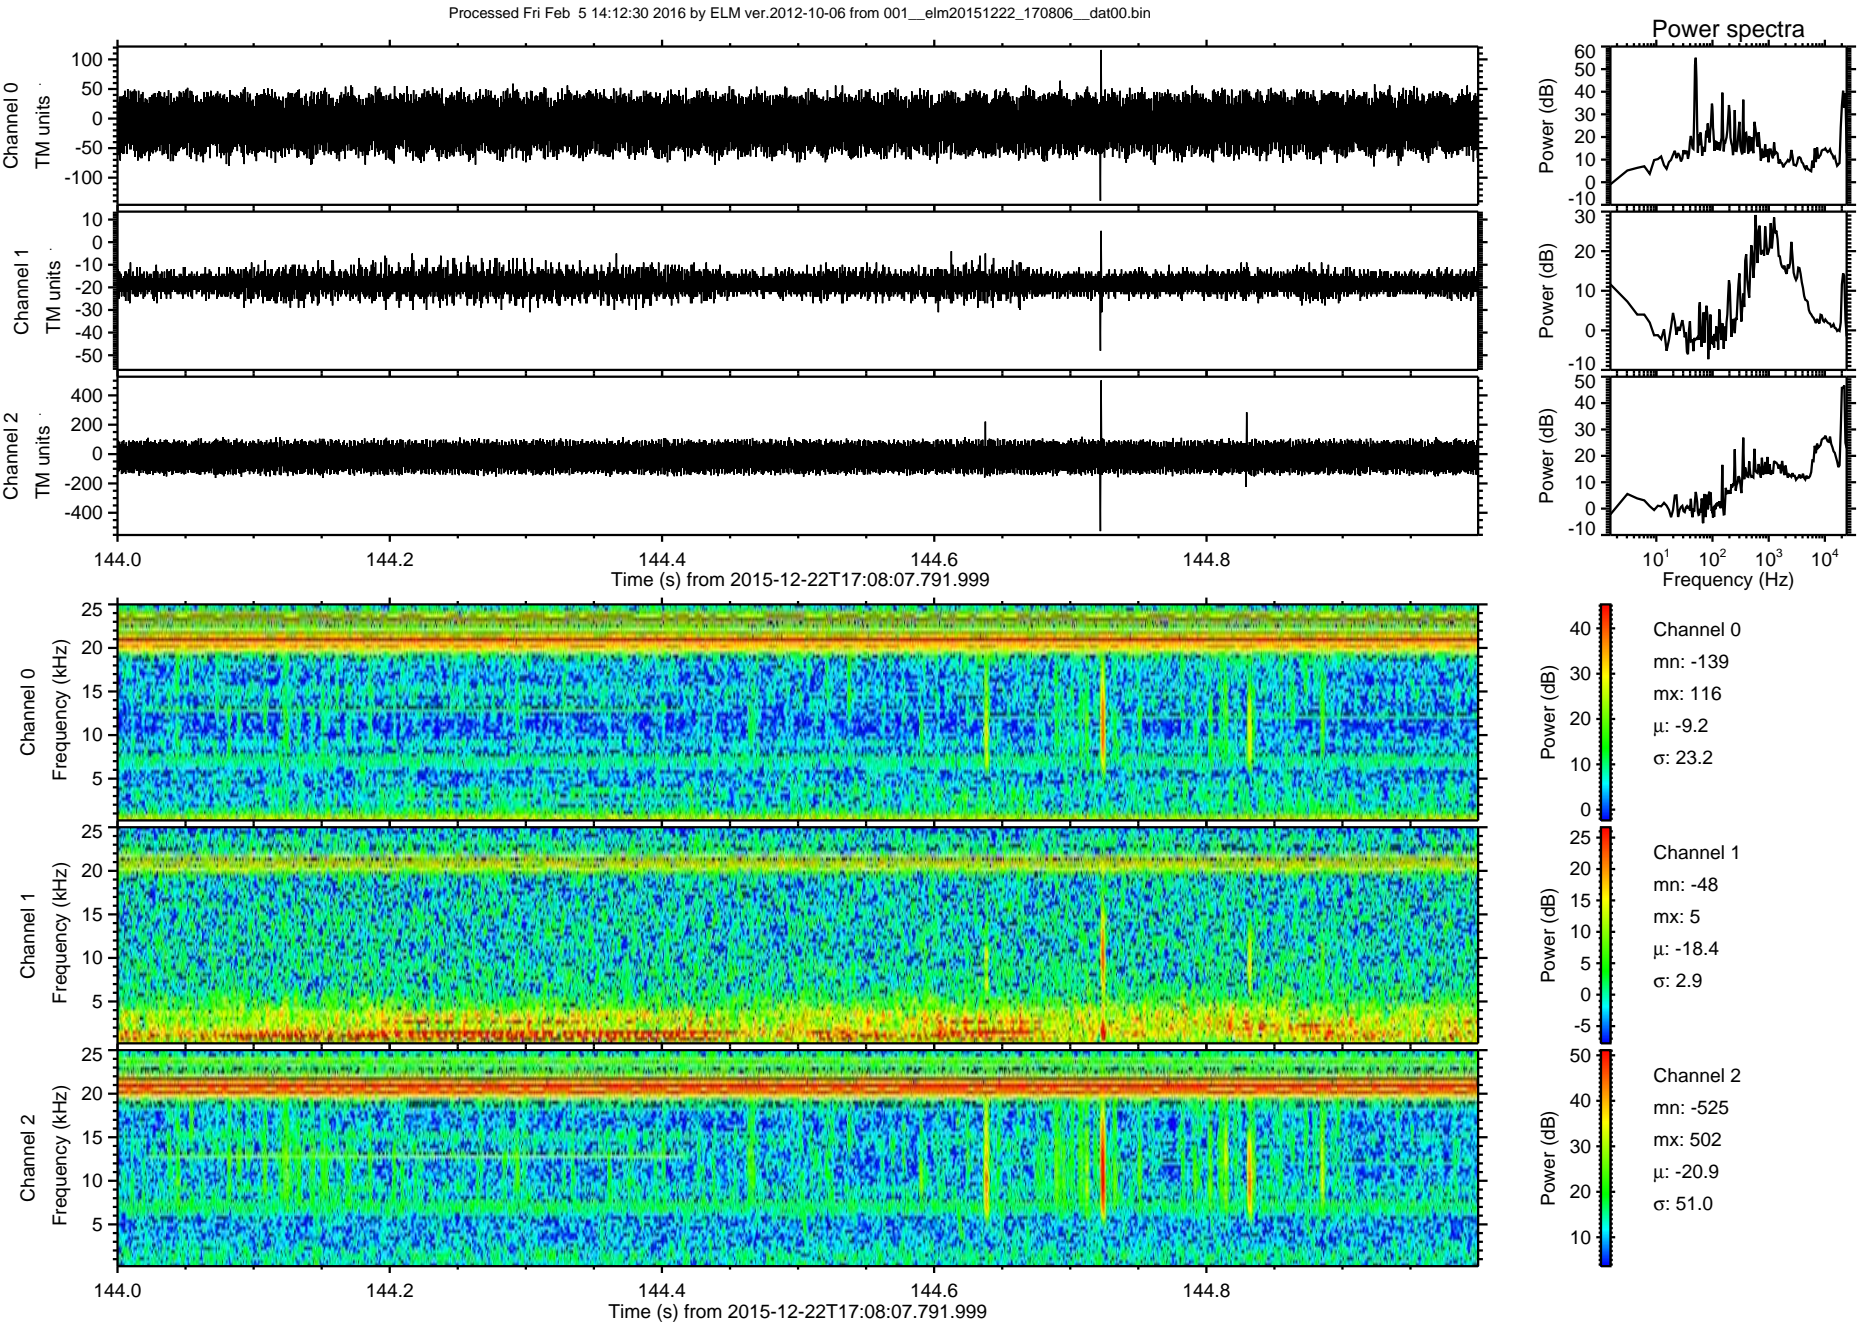 Processed Fri Feb 5 14:12:30 2016 by ELM ver.2012-10-06 from 001__elm20151222_170806__dat00.bin
Power spectra
Channel 0
TM units
100
50
0
-50
-100
Power (dB)
60
50
40
30
20
10
0
-10
Channel 1
TM units
10
0
-10
-20
-30
-40
-50
Power (dB)
30
20
10
0
-10
Channel 2
TM units
400
200
0
-200
-400
Power (dB)
50
40
30
20
10
0
-10
144.0 144.2 144.4 144.6 144.8
Time (s) from 2015-12-22T17:08:07.791.999
10¹ 10² 10³ 10⁴
Frequency (Hz)
Channel 0
Frequency (kHz)
25
20
15
10
5
Power (dB)
40
30
20
10
0
Channel 0
mn: -139
mx: 116
μ: -9.2
σ: 23.2
Channel 1
Frequency (kHz)
25
20
15
10
5
Power (dB)
25
20
15
10
5
0
-5
Channel 1
mn: -48
mx: 5
μ: -18.4
σ: 2.9
Channel 2
Frequency (kHz)
25
20
15
10
5
Power (dB)
50
40
30
20
10
Channel 2
mn: -525
mx: 502
μ: -20.9
σ: 51.0
144.0 144.2 144.4 144.6 144.8
Time (s) from 2015-12-22T17:08:07.791.999